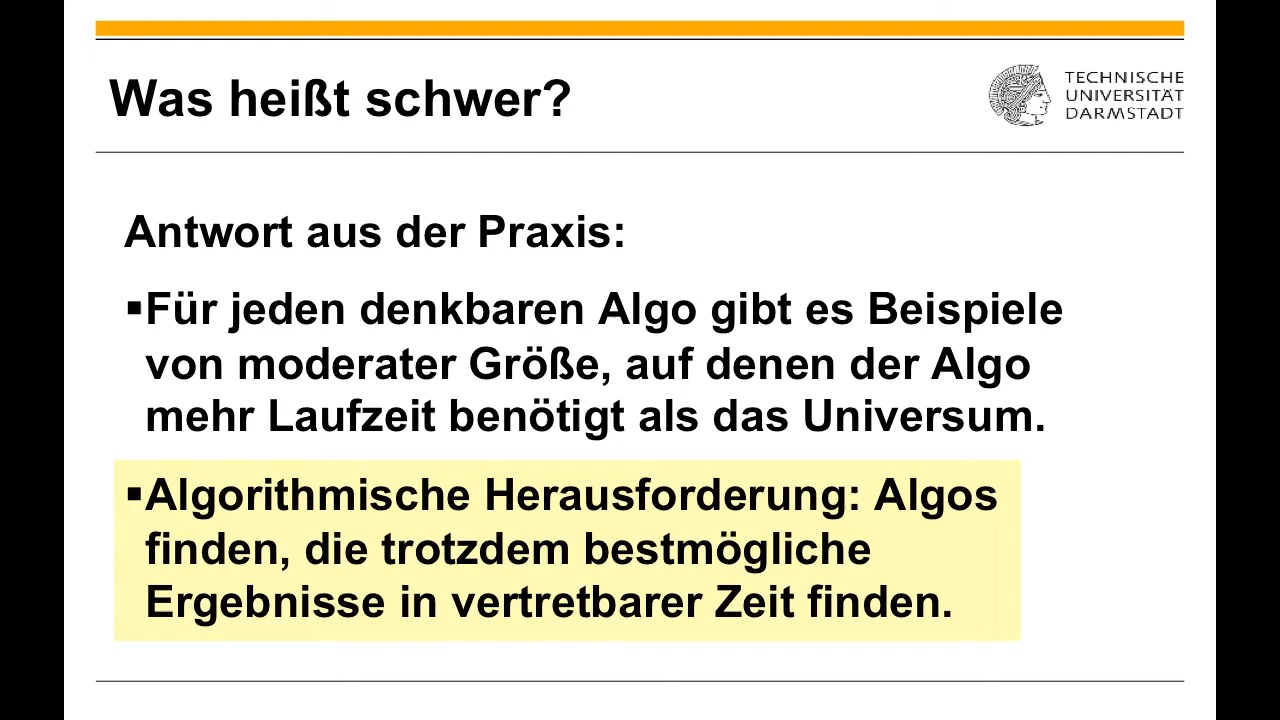 Was heißt schwer?
TECHNISCHE
UNIVERSITÄT
DARMSTADT
Antwort aus der Praxis:
▪Für jeden denkbaren Algo gibt es Beispiele
von moderater Größe, auf denen der Algo
mehr Laufzeit benötigt als das Universum.
▪Algorithmische Herausforderung: Algos
finden, die trotzdem bestmögliche
Ergebnisse in vertretbarer Zeit finden.